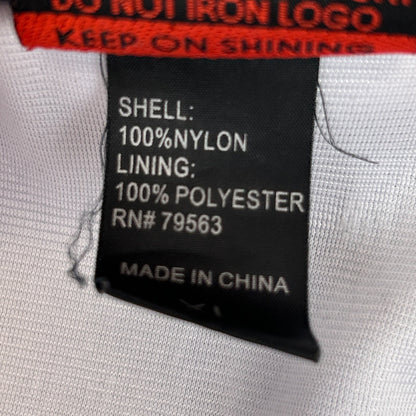 DO NOT IRON LOGO
KEEP ON SHINING
SHELL:
100%NYLON
LINING:
100% POLYESTER
RN# 79563
MADE IN CHINA